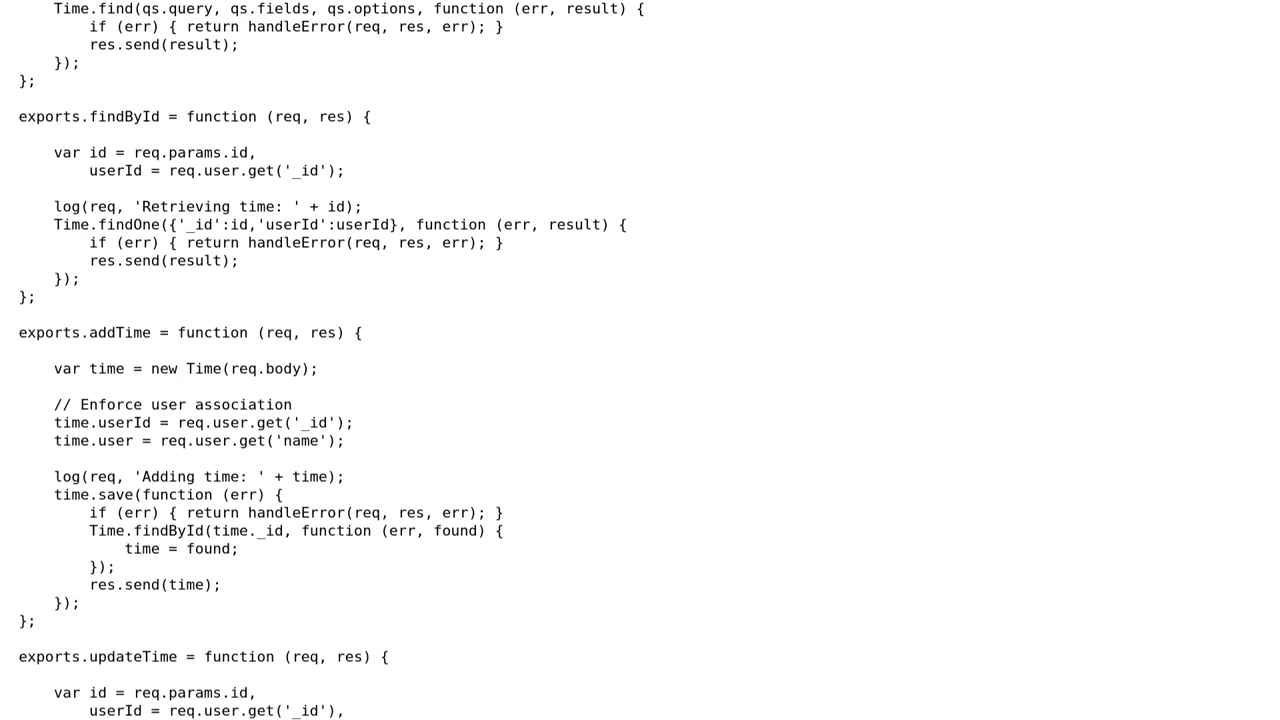 Time.find(qs.query, qs.fields, qs.options, function (err, result) {
        if (err) { return handleError(req, res, err); }
        res.send(result);
    });
};

exports.findById = function (req, res) {

    var id = req.params.id,
        userId = req.user.get('_id');

    log(req, 'Retrieving time: ' + id);
    Time.findOne({'_id':id,'userId':userId}, function (err, result) {
        if (err) { return handleError(req, res, err); }
        res.send(result);
    });
};

exports.addTime = function (req, res) {

    var time = new Time(req.body);

    // Enforce user association
    time.userId = req.user.get('_id');
    time.user = req.user.get('name');

    log(req, 'Adding time: ' + time);
    time.save(function (err) {
        if (err) { return handleError(req, res, err); }
        Time.findById(time._id, function (err, found) {
            time = found;
        });
        res.send(time);
    });
};

exports.updateTime = function (req, res) {

    var id = req.params.id,
        userId = req.user.get('_id'),